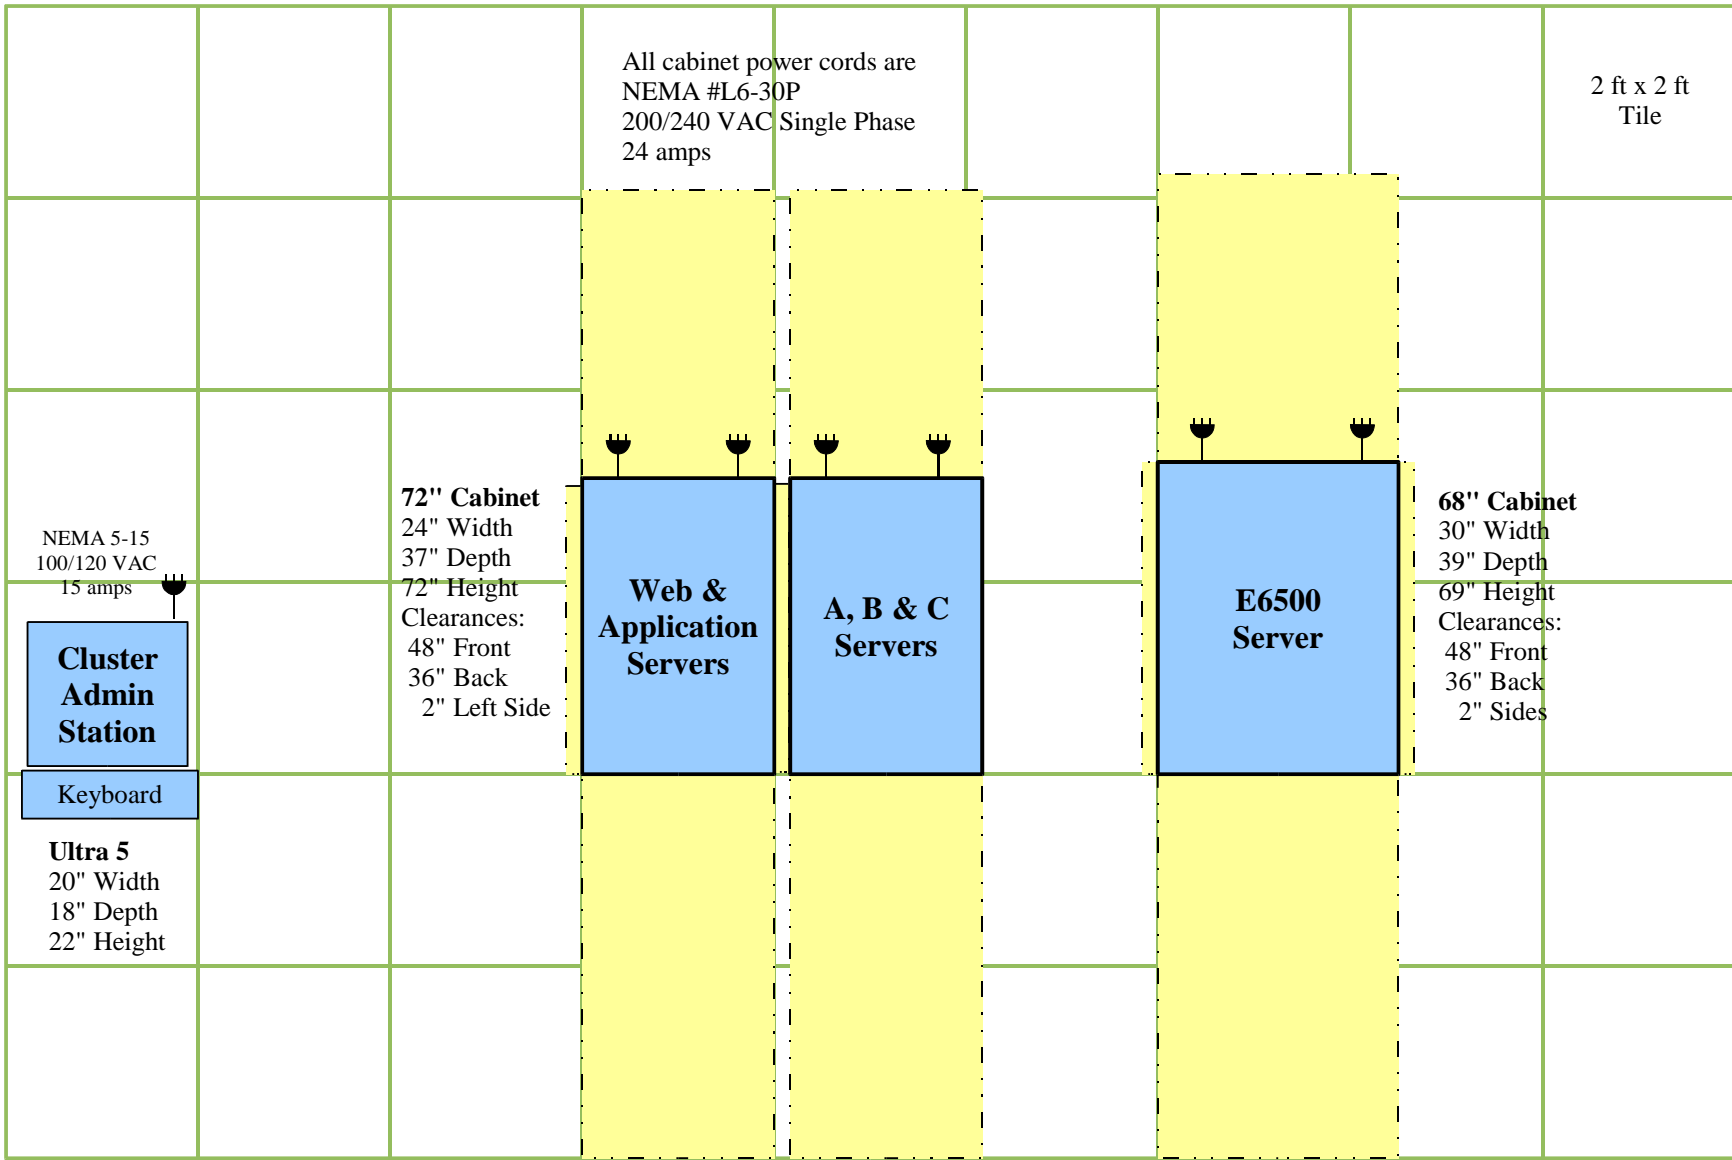 All cabinet power cords are
NEMA #L6-30P
200/240 VAC Single Phase
24 amps
2 ft x 2 ft
Tile
NEMA 5-15
100/120 VAC
15 amps
Cluster
Admin
Station
Keyboard
Ultra 5
20" Width
18" Depth
22" Height
72" Cabinet
24" Width
37" Depth
72" Height
Clearances:
48" Front
36" Back
2" Left Side
Web &
Application
Servers
A, B & C
Servers
E6500
Server
68" Cabinet
30" Width
39" Depth
69" Height
Clearances:
48" Front
36" Back
2" Sides